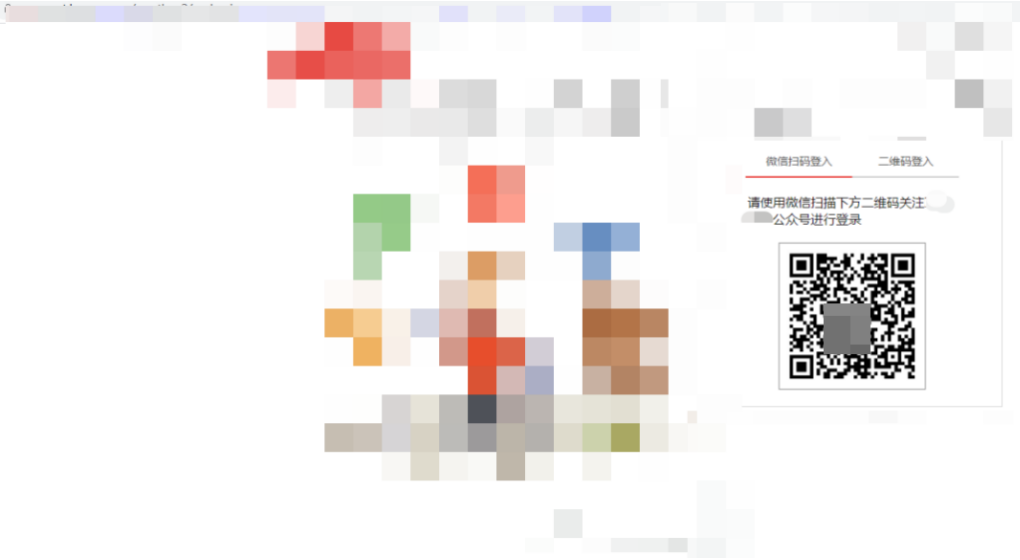 微信扫码登入
二维码登入
请使用微信扫描下方二维码关注
公众号进行登录